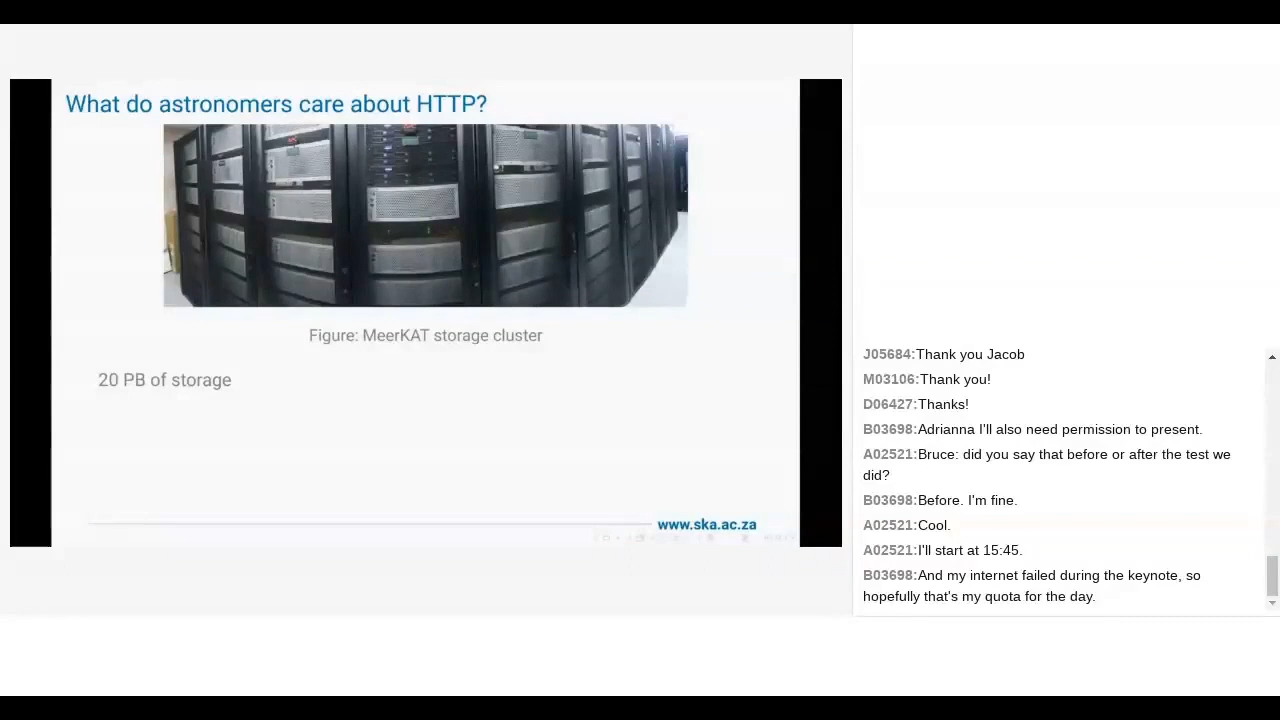 What do astronomers care about HTTP?
Figure: MeerKAT storage cluster
20 PB of storage
www.ska.ac.za
J05684:Thank you Jacob
M03106:Thank you!
D06427:Thanks!
B03698:Adrianna I'll also need permission to present.
A02521:Bruce: did you say that before or after the test we
did?
B03698:Before. I'm fine.
A02521:Cool.
A02521:I'll start at 15:45.
B03698:And my internet failed during the keynote, so
hopefully that's my quota for the day.